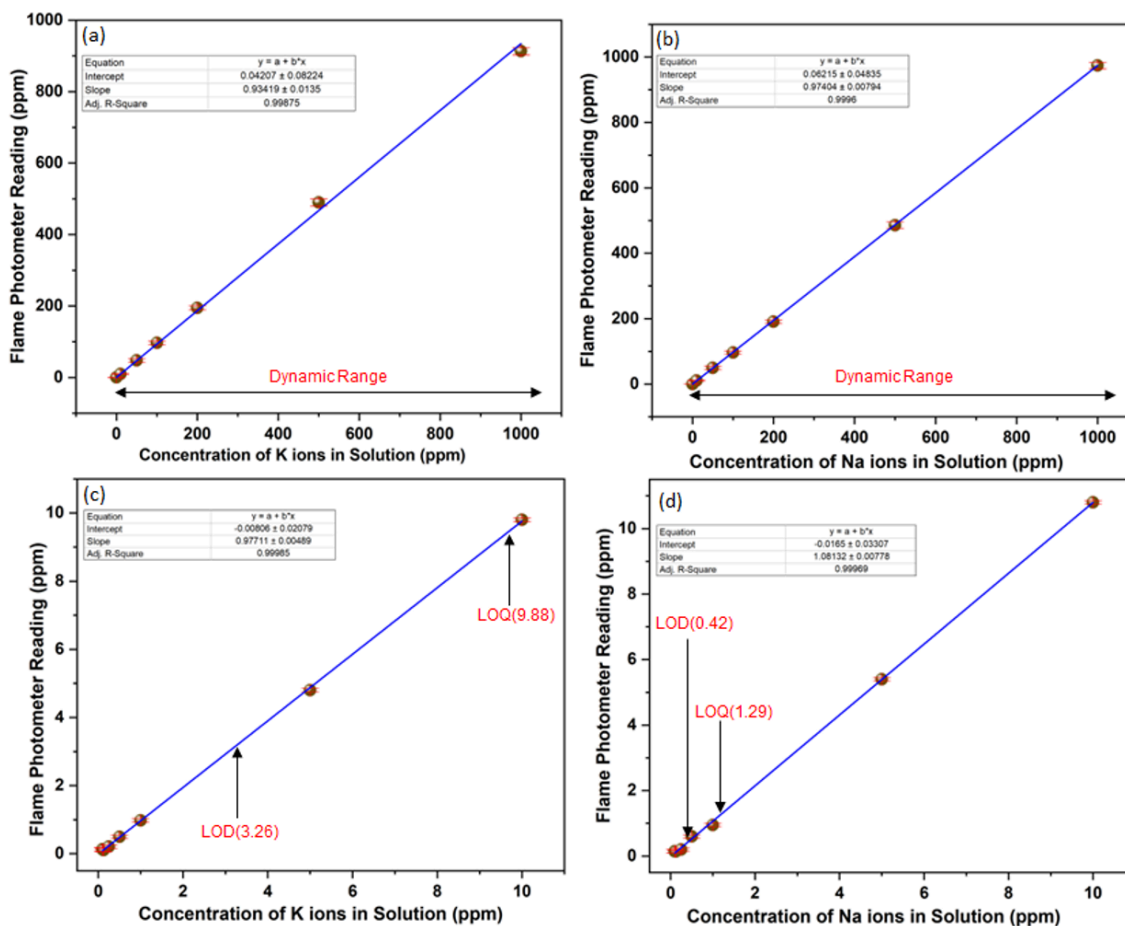 (a)
Equation y = a + b*x
Intercept 0.04207 ± 0.08224
Slope 0.93419 ± 0.0135
Adj. R-Square 0.99875
1000
800
600
400
200
0
Flame Photometer Reading (ppm)
Dynamic Range
0 200 400 600 800 1000
Concentration of K ions in Solution (ppm)
(b)
Equation y = a + b*x
Intercept 0.06215 ± 0.04835
Slope 0.97404 ± 0.00794
Adj. R-Square 0.9996
1000
800
600
400
200
0
Flame Photometer Reading (ppm)
Dynamic Range
0 200 400 600 800 1000
Concentration of Na ions in Solution (ppm)
(c)
Equation y = a + b*x
Intercept -0.00806 ± 0.02079
Slope 0.97711 ± 0.00489
Adj. R-Square 0.99985
10
8
6
4
2
0
Flame Photometer Reading (ppm)
LOQ(9.88)
LOD(3.26)
0 2 4 6 8 10
Concentration of K ions in Solution (ppm)
(d)
Equation y = a + b*x
Intercept -0.0165 ± 0.03307
Slope 1.08132 ± 0.00778
Adj. R-Square 0.99969
10
8
6
4
2
0
Flame Photometer Reading (ppm)
LOD(0.42)
LOQ(1.29)
0 2 4 6 8 10
Concentration of Na ions in Solution (ppm)